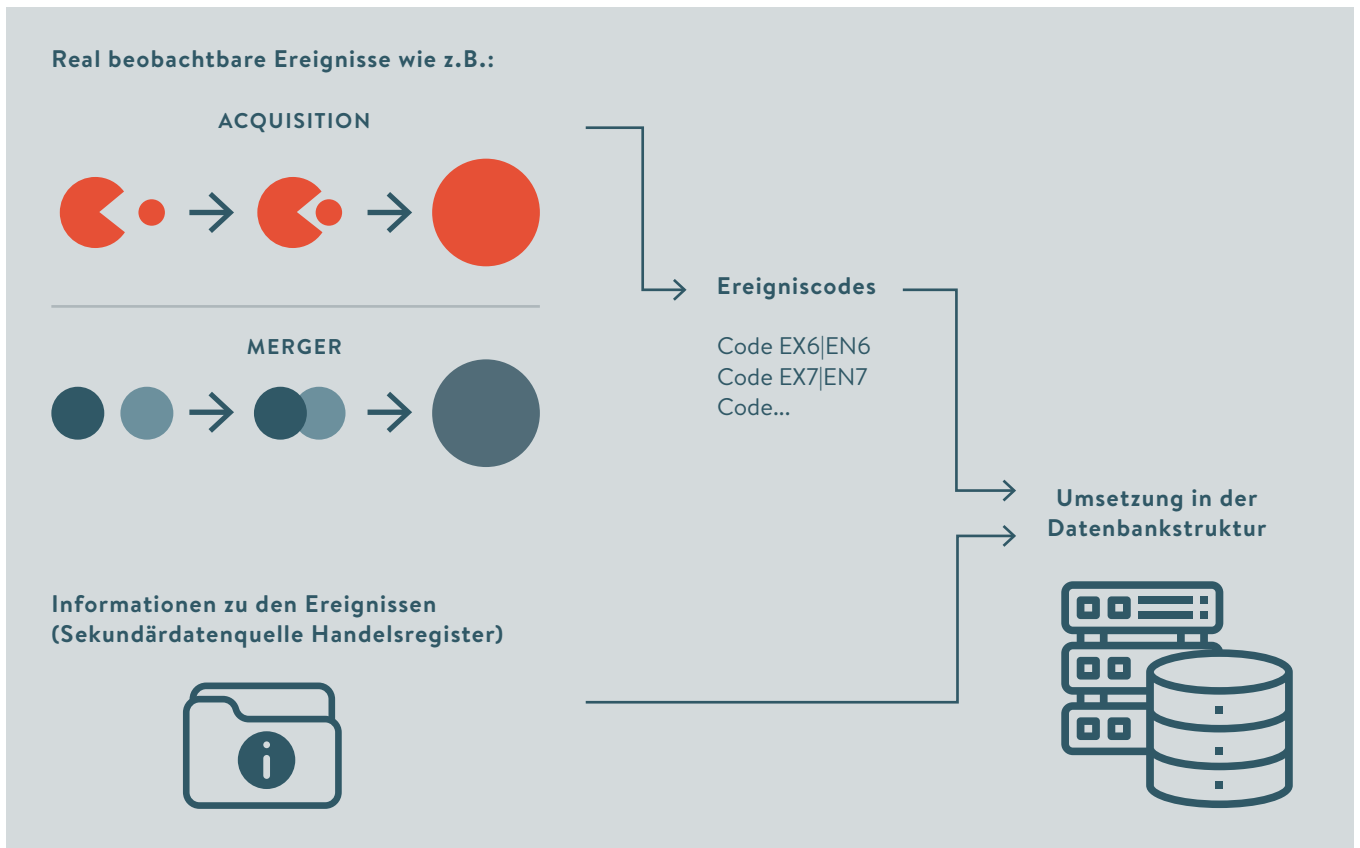 Real beobachtbare Ereignisse wie z.B.:
ACQUISITION
MERGER
Ereigniscodes
Code EX6|EN6
Code EX7|EN7
Code...
Umsetzung in der
Datenbankstruktur
Informationen zu den Ereignissen
(Sekundärdatenquelle Handelsregister)